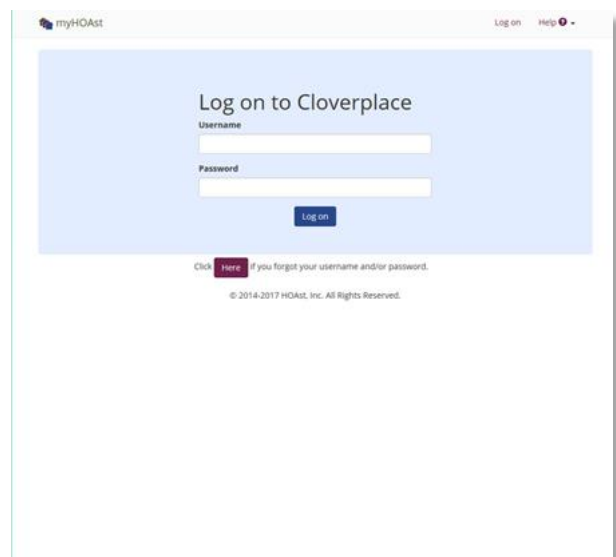 myHOAst
Log on Help
Log on to Cloverplace
Username
Password
Log on
Click Here if you forgot your username and/or password.
© 2014-2017 HOAst, Inc. All Rights Reserved.